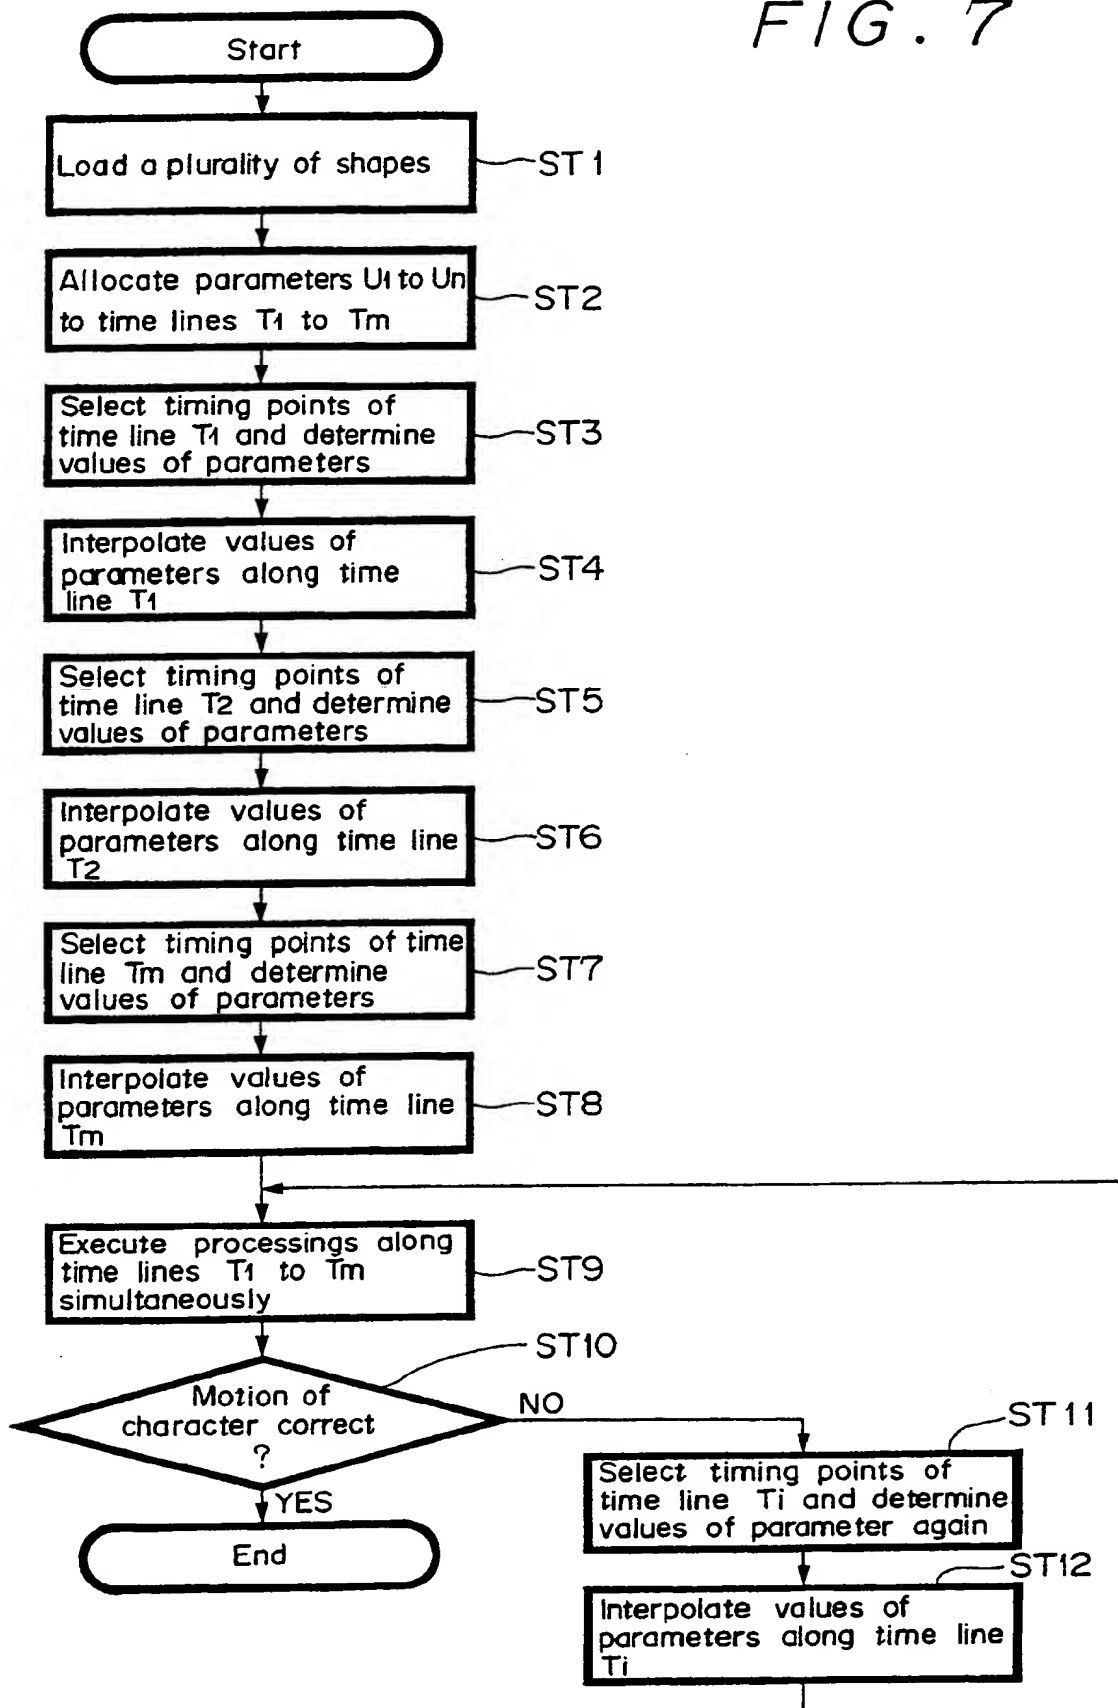 FIG. 7
Start
Load a plurality of shapes
ST1
Allocate parameters U1 to Un
to time lines T1 to Tm
ST2
Select timing points of
time line T1 and determine
values of parameters
ST3
Interpolate values of
parameters along time
line T1
ST4
Select timing points of
time line T2 and determine
values of parameters
ST5
Interpolate values of
parameters along time line
T2
ST6
Select timing points of time
line Tm and determine
values of parameters
ST7
Interpolate values of
parameters along time line
Tm
ST8
Execute processings along
time lines T1 to Tm
simultaneously
ST9
ST10
Motion of
character correct
?
NO
YES
End
ST11
Select timing points of
time line Ti and determine
values of parameter again
ST12
Interpolate values of
parameters along time line
Ti